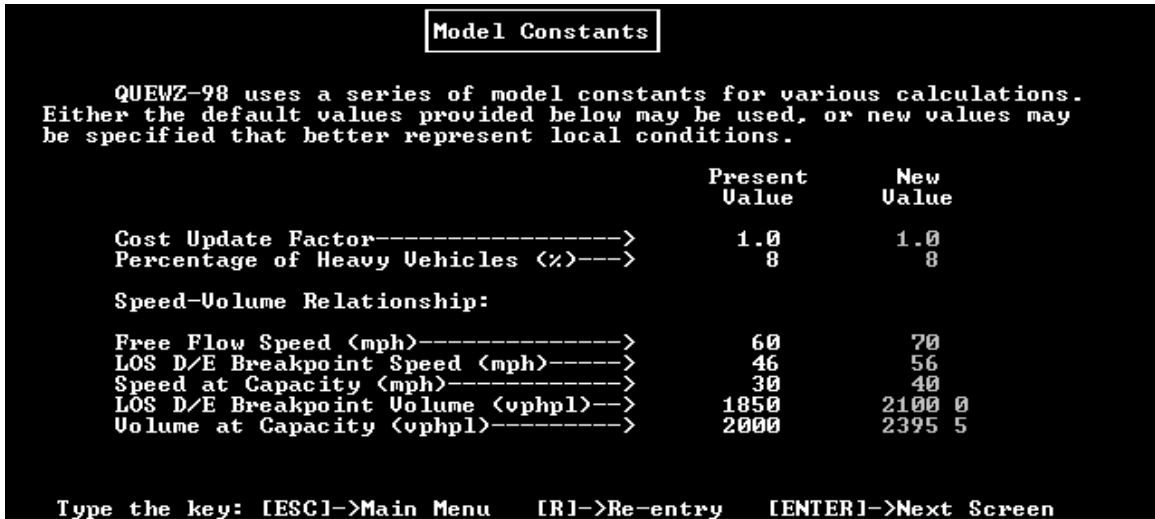 Model Constants
QUEWZ-98 uses a series of model constants for various calculations.
Either the default values provided below may be used, or new values may
be specified that better represent local conditions.
Present New
Value Value
Cost Update Factor-----------------> 1.0 1.0
Percentage of Heavy Vehicles (%)---> 8 8
Speed-Volume Relationship:
Free Flow Speed (mph)--------------> 60 70
LOS D/E Breakpoint Speed (mph)-----> 46 56
Speed at Capacity (mph)------------> 30 40
LOS D/E Breakpoint Volume (vphpl)--> 1850 2100 0
Volume at Capacity (vphpl)---------> 2000 2395 5
Type the key: [ESC]->Main Menu [R]->Re-entry [ENTER]->Next Screen